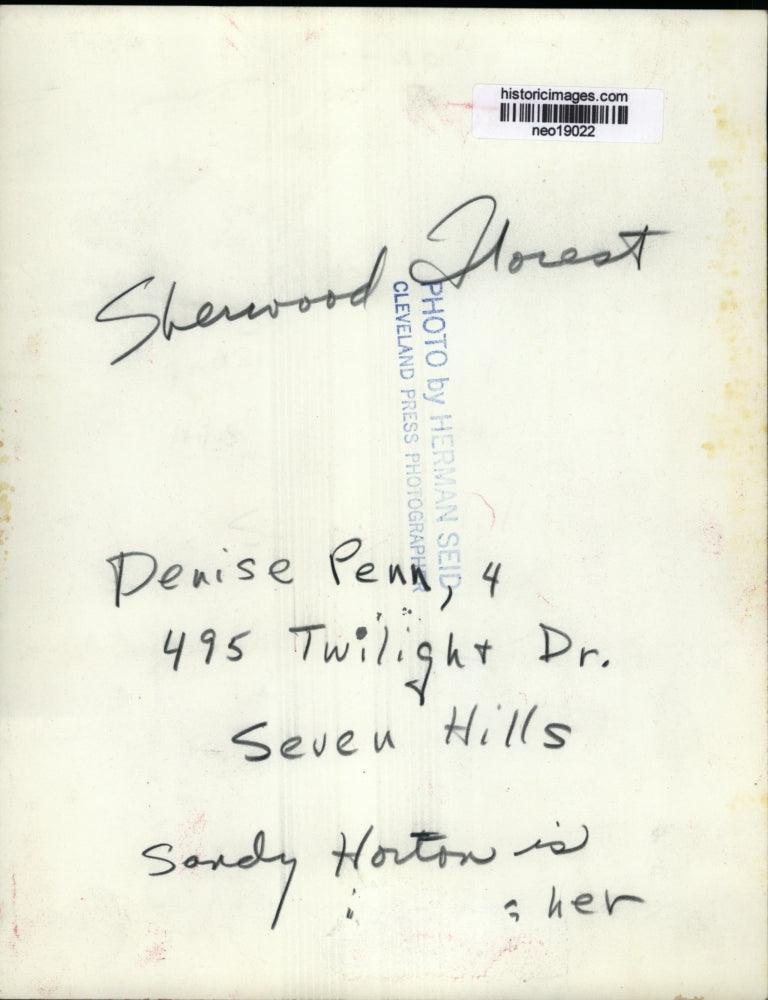 historicimages.com
neo19022
Sherwood Florest
PHOTO by HERMAN SEID
CLEVELAND PRESS PHOTOGRAPHER
Denise Penn, 4
495 Twilight Dr.
Seven Hills
Sandy Horton is
her